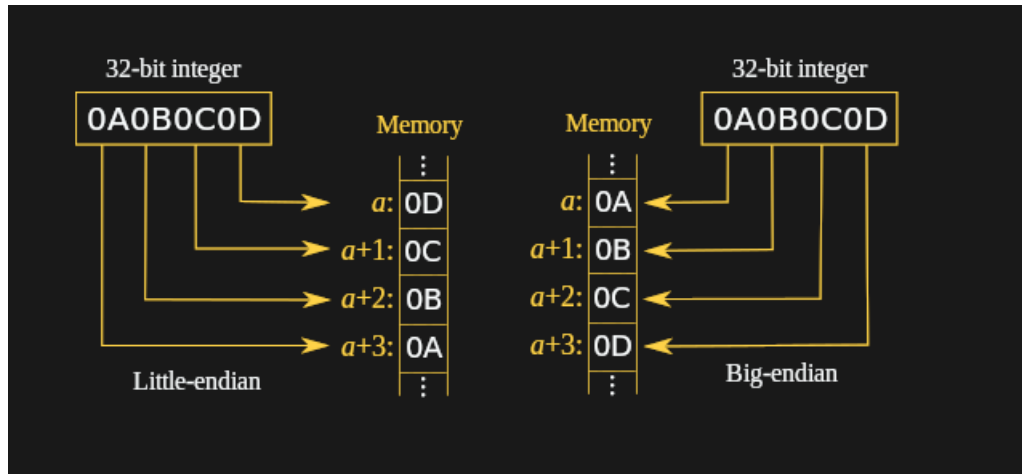 32-bit integer
0A0B0C0D
Memory
⋮
a: 0D
a+1: 0C
a+2: 0B
a+3: 0A
⋮
Little-endian
32-bit integer
0A0B0C0D
Memory
⋮
a: 0A
a+1: 0B
a+2: 0C
a+3: 0D
⋮
Big-endian